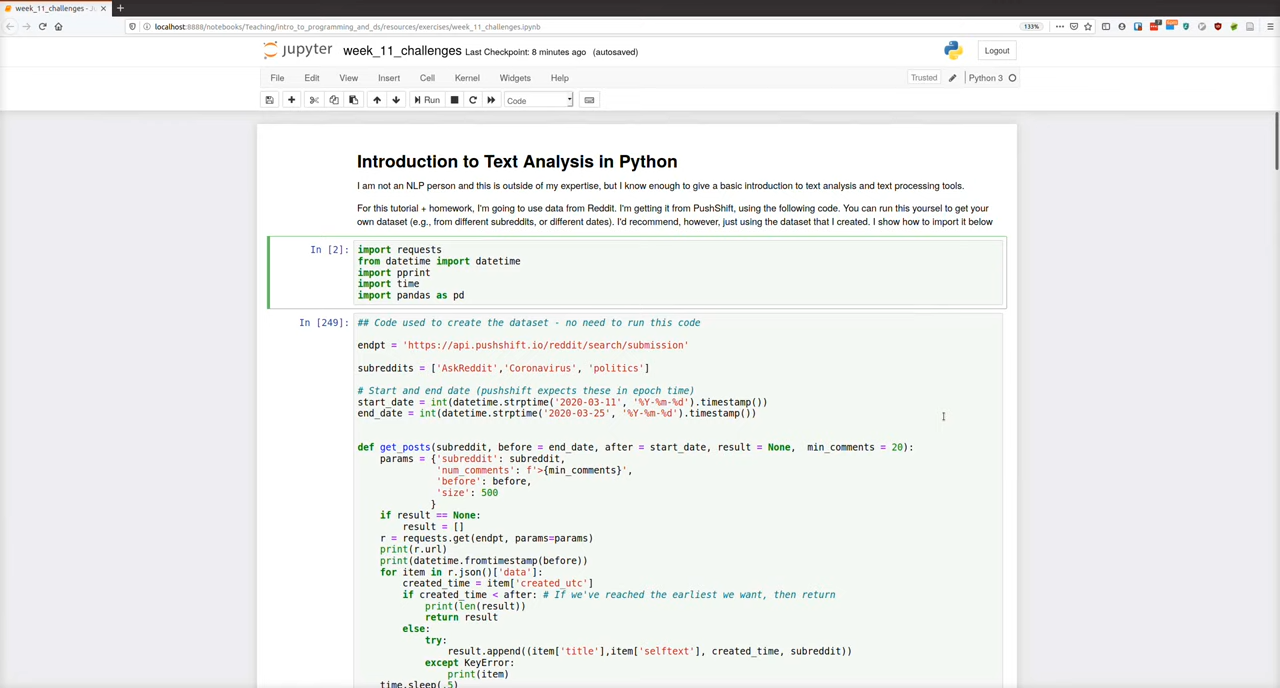 week_11_challenges - Ju
localhost:8888/notebooks/Teaching/intro_to_programming_and_ds/resources/exercises/week_11_challenges.ipynb
133%
jupyter week_11_challenges Last Checkpoint: 8 minutes ago (autosaved)
Logout
File Edit View Insert Cell Kernel Widgets Help
Trusted
Python 3
Run
Code
Introduction to Text Analysis in Python
I am not an NLP person and this is outside of my expertise, but I know enough to give a basic introduction to text analysis and text processing tools.
For this tutorial + homework, I'm going to use data from Reddit. I'm getting it from PushShift, using the following code. You can run this yoursel to get your
own dataset (e.g., from different subreddits, or different dates). I'd recommend, however, just using the dataset that I created. I show how to import it below
In [2]: import requests
from datetime import datetime
import pprint
import time
import pandas as pd
In [249]: ## Code used to create the dataset - no need to run this code
endpt = 'https://api.pushshift.io/reddit/search/submission'
subreddits = ['AskReddit','Coronavirus', 'politics']
# Start and end date (pushshift expects these in epoch time)
start_date = int(datetime.strptime('2020-03-11', '%Y-%m-%d').timestamp())
end_date = int(datetime.strptime('2020-03-25', '%Y-%m-%d').timestamp())
def get_posts(subreddit, before = end_date, after = start_date, result = None, min_comments = 20):
params = {'subreddit': subreddit,
'num_comments': f'>{min_comments}',
'before': before,
'size': 500
}
if result == None:
result = []
r = requests.get(endpt, params=params)
print(r.url)
print(datetime.fromtimestamp(before))
for item in r.json()['data']:
created_time = item['created_utc']
if created_time < after: # If we've reached the earliest we want, then return
print(len(result))
return result
else:
try:
result.append((item['title'],item['selftext'], created_time, subreddit))
except KeyError:
print(item)
time.sleep(.5)